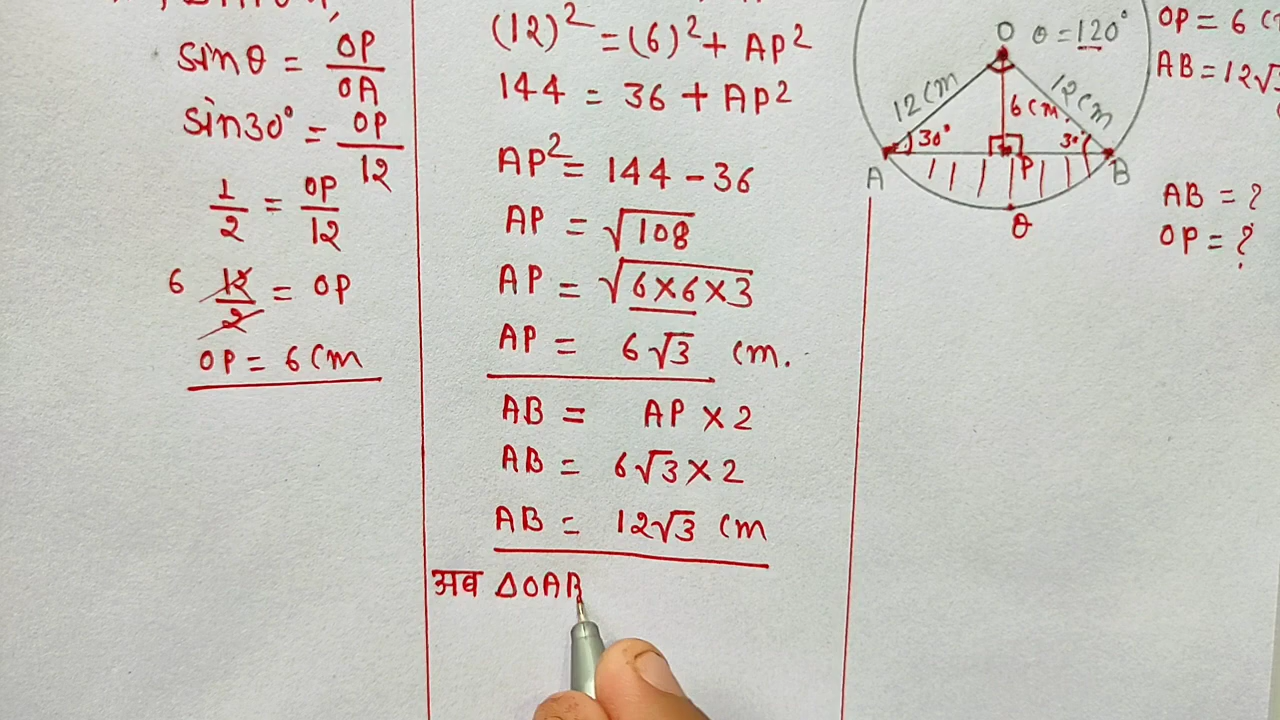 sinθ = OP/OA
sin30° = OP/12
1/2 = OP/12
6 12/2 = OP
OP = 6 cm
(12)² = (6)² + AP²
144 = 36 + AP²
AP² = 144 - 36
AP = √108
AP = √6×6×3
AP = 6√3 cm.
AB = AP × 2
AB = 6√3 × 2
AB = 12√3 cm
अब △OAB
O θ = 120°
12 cm
12 cm
6 cm.
30°
30°
A
P
B
Q
OP = 6 c
AB = 12√3
AB = ?
OP = ?